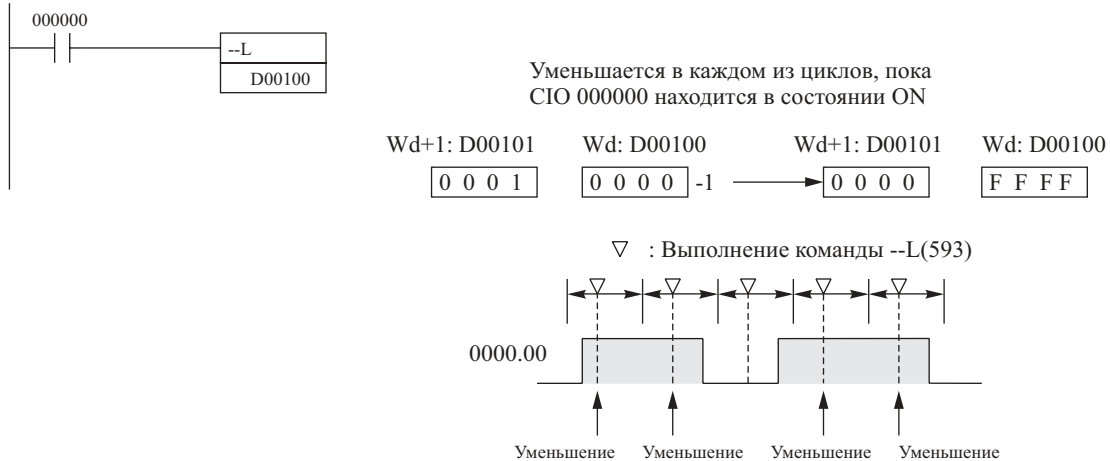 000000
--L
D00100
Уменьшается в каждом из циклов, пока
CIO 000000 находится в состоянии ON
Wd+1: D00101 Wd: D00100 Wd+1: D00101 Wd: D00100
0 0 0 1 0 0 0 0 -1 0 0 0 0 F F F F
: Выполнение команды --L(593)
0000.00
Уменьшение Уменьшение Уменьшение Уменьшение